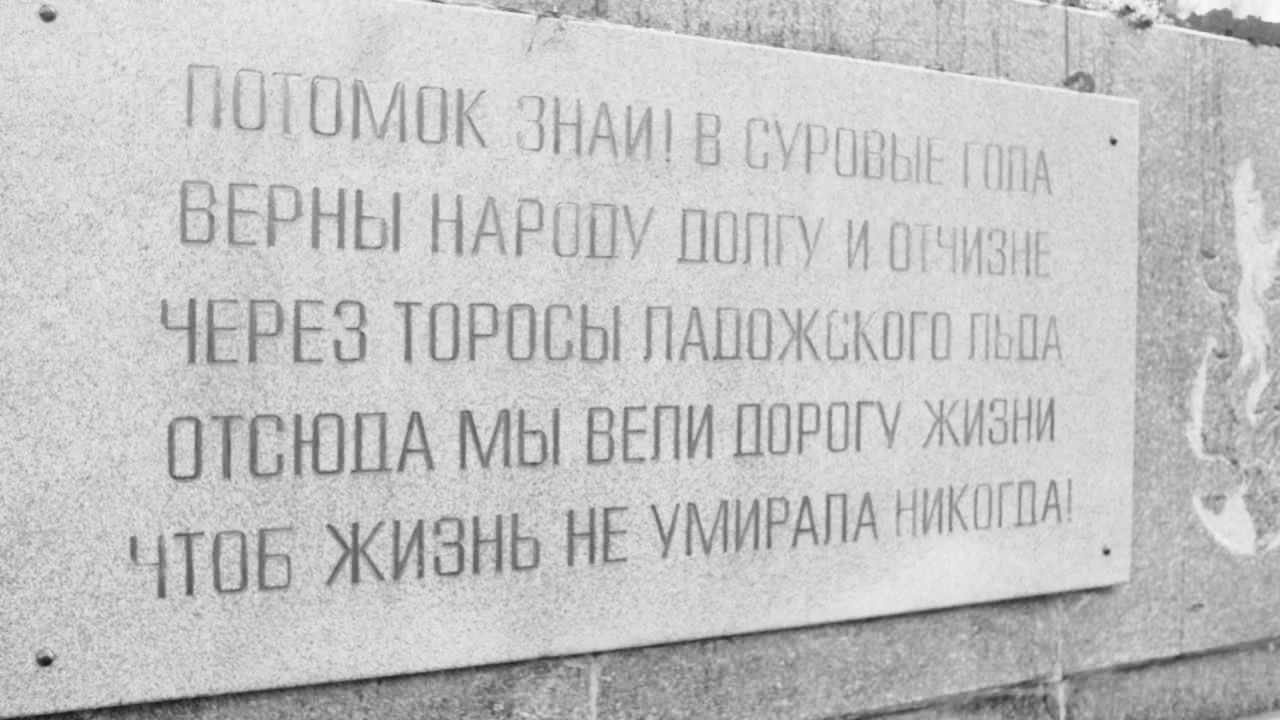 ПОТОМОК ЗНАЙ! В СУРОВЫЕ ГОДА
ВЕРНЫ НАРОДУ ДОЛГУ И ОТЧИЗНЕ
ЧЕРЕЗ ТОРОСЫ ЛАДОЖСКОГО ЛЬДА
ОТСЮДА МЫ ВЕЛИ ДОРОГУ ЖИЗНИ
ЧТОБ ЖИЗНЬ НЕ УМИРАЛА НИКОГДА!